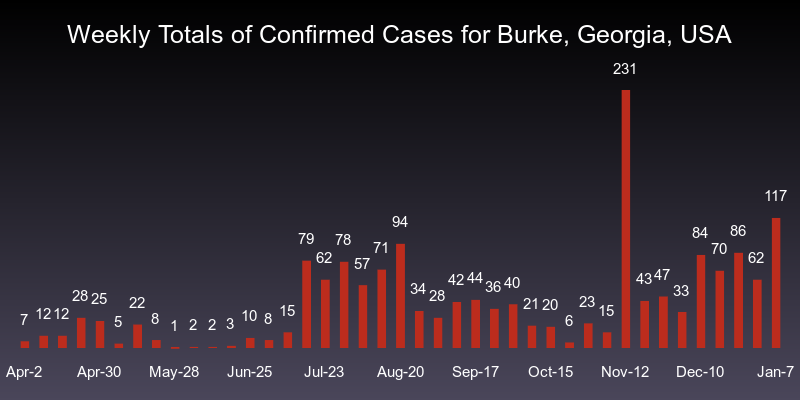 Weekly Totals of Confirmed Cases for Burke, Georgia, USA
7 12 12 28 25 5 22 8 1 2 2 3 10 8 15 79 62 78 57 71 94 34 28 42 44 36 40 21 20 6 23 15 231 43 47 33 84 70 86 62 117
Apr-2 Apr-30 May-28 Jun-25 Jul-23 Aug-20 Sep-17 Oct-15 Nov-12 Dec-10 Jan-7